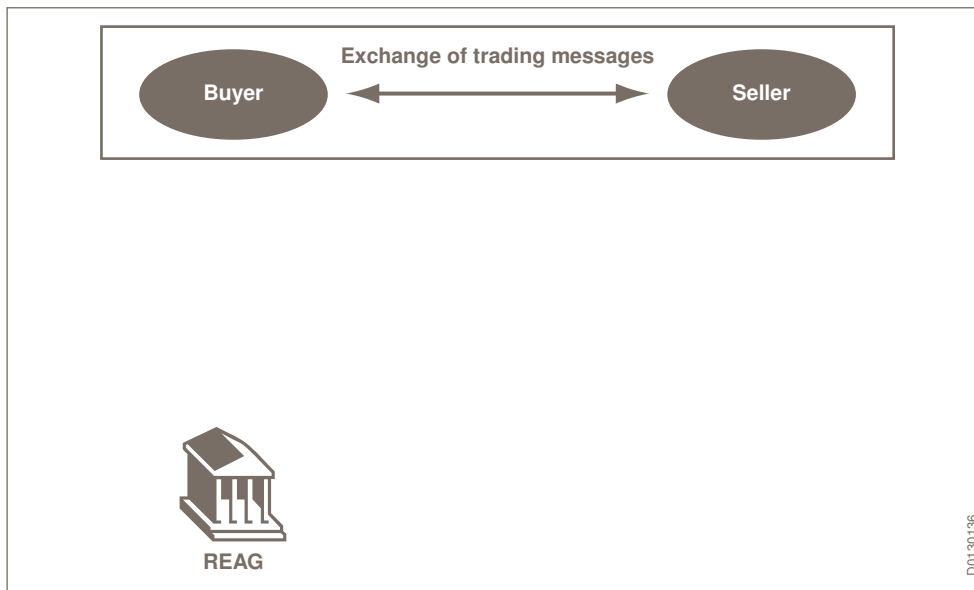 Exchange of trading messages
Buyer
Seller
REAG
D0130136